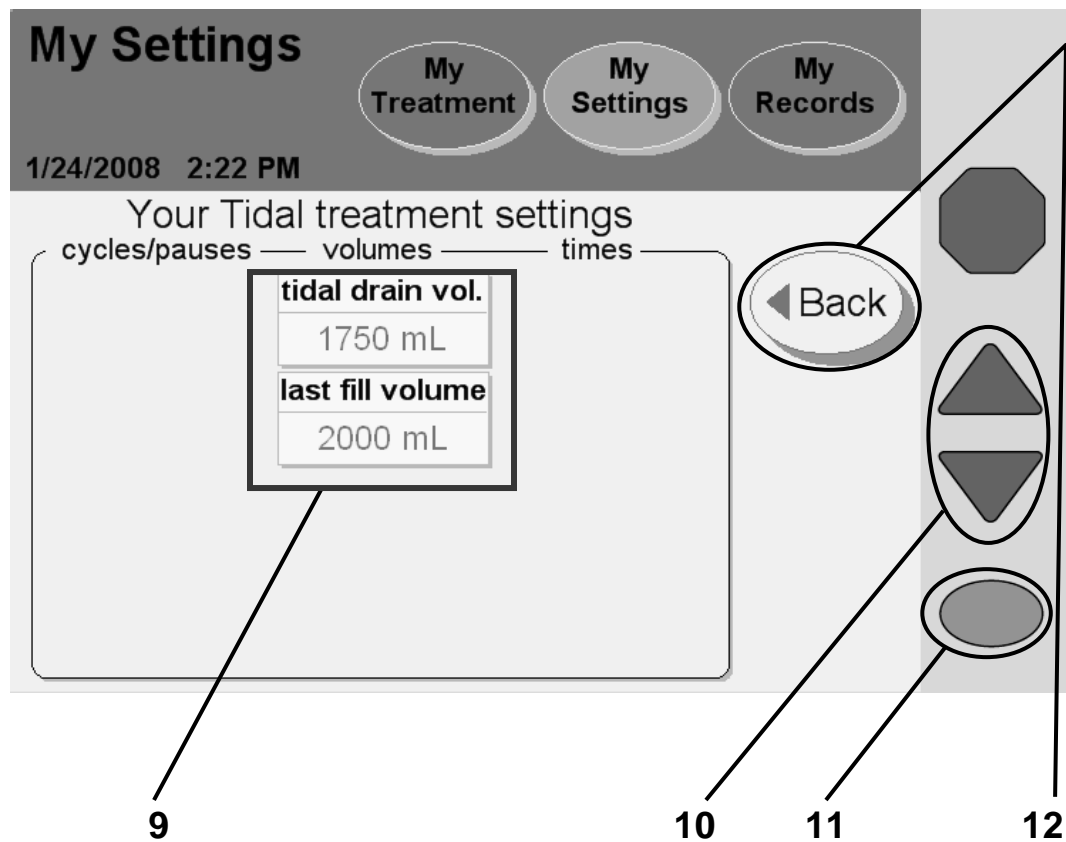 My Settings
My
Treatment
My
Settings
My
Records
1/24/2008 2:22 PM
Your Tidal treatment settings
cycles/pauses volumes times
tidal drain vol.
1750 mL
Back
last fill volume
2000 mL
9
10
11
12